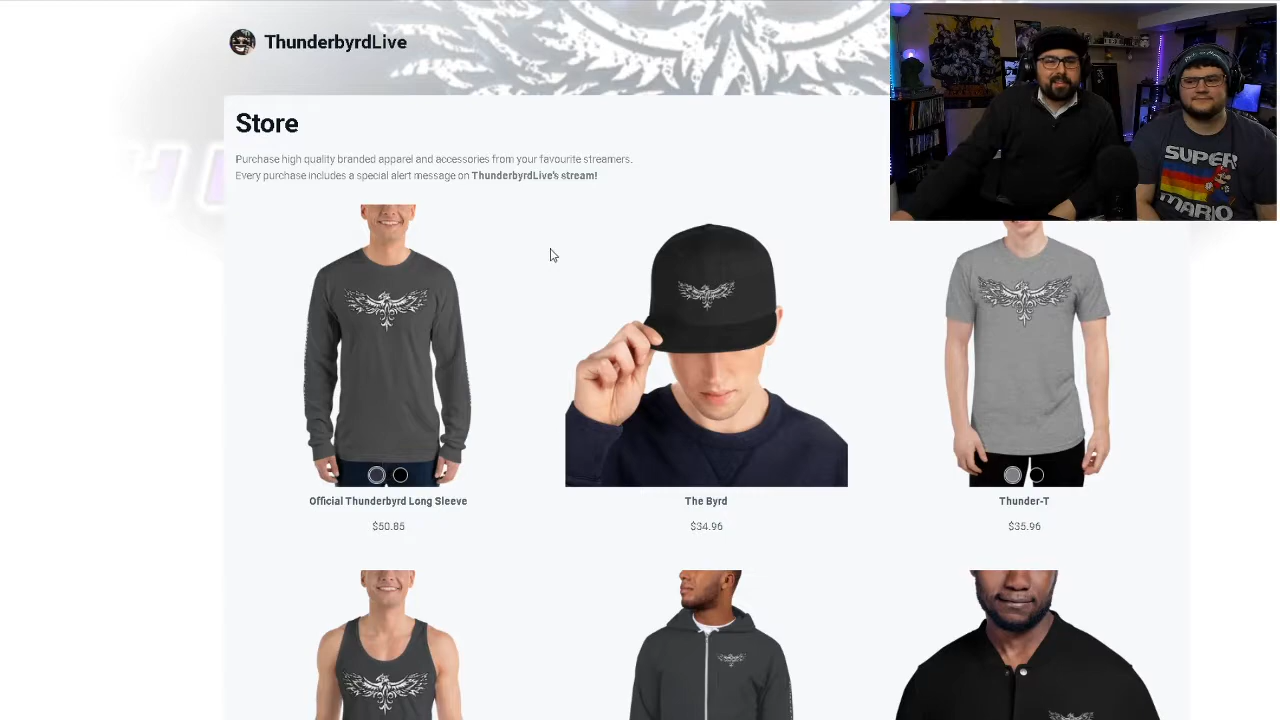 ThunderbyrdLive
Store
Purchase high quality branded apparel and accessories from your favourite streamers.
Every purchase includes a special alert message on ThunderbyrdLive's stream!
SUPER
MARIO
Official Thunderbyrd Long Sleeve
The Byrd
Thunder-T
$50.85
$34.96
$35.96